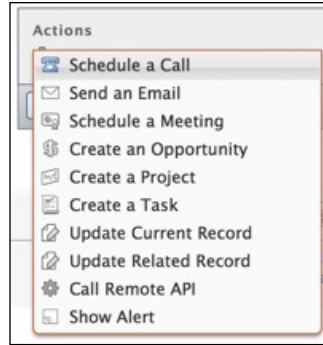 Actions
Schedule a Call
Send an Email
Schedule a Meeting
Create an Opportunity
Create a Project
Create a Task
Update Current Record
Update Related Record
Call Remote API
Show Alert